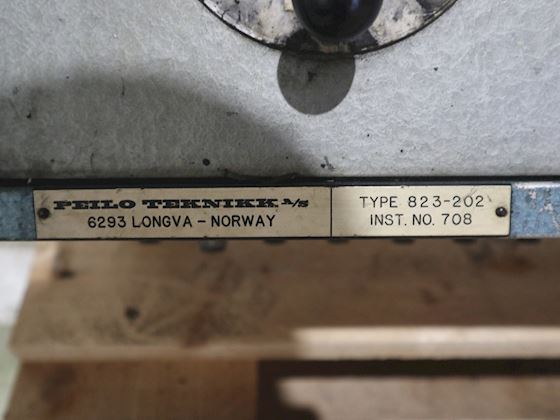 PEILO TEKNIKK A/S
6293 LONGVA - NORWAY
TYPE 823-202
INST. NO. 708